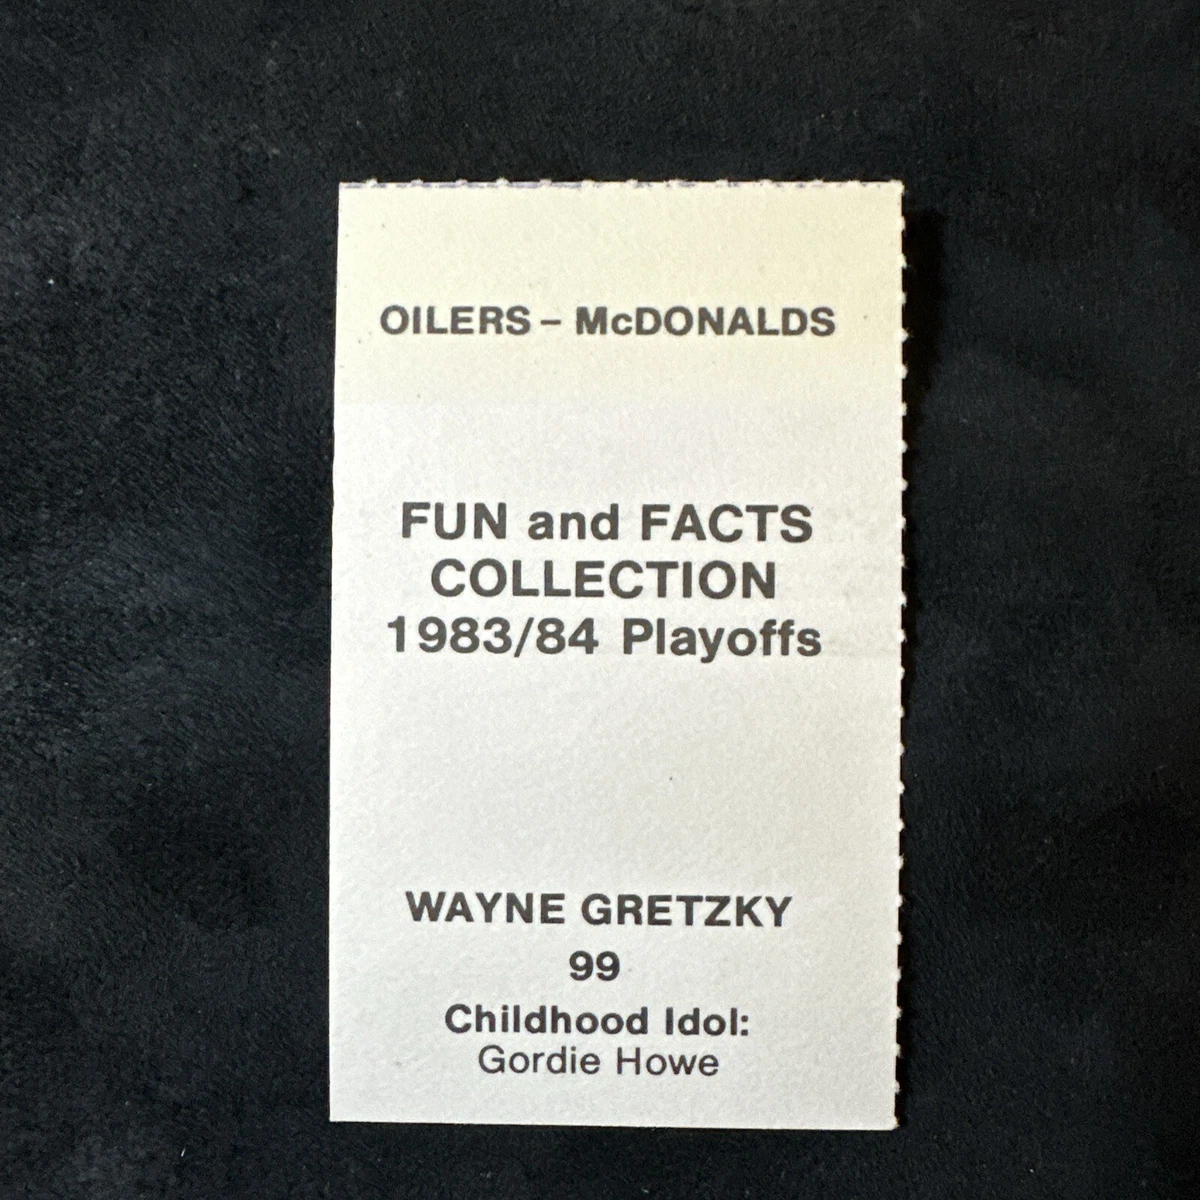 OILERS – McDONALDS
FUN and FACTS
COLLECTION
1983/84 Playoffs
WAYNE GRETZKY
99
Childhood Idol:
Gordie Howe